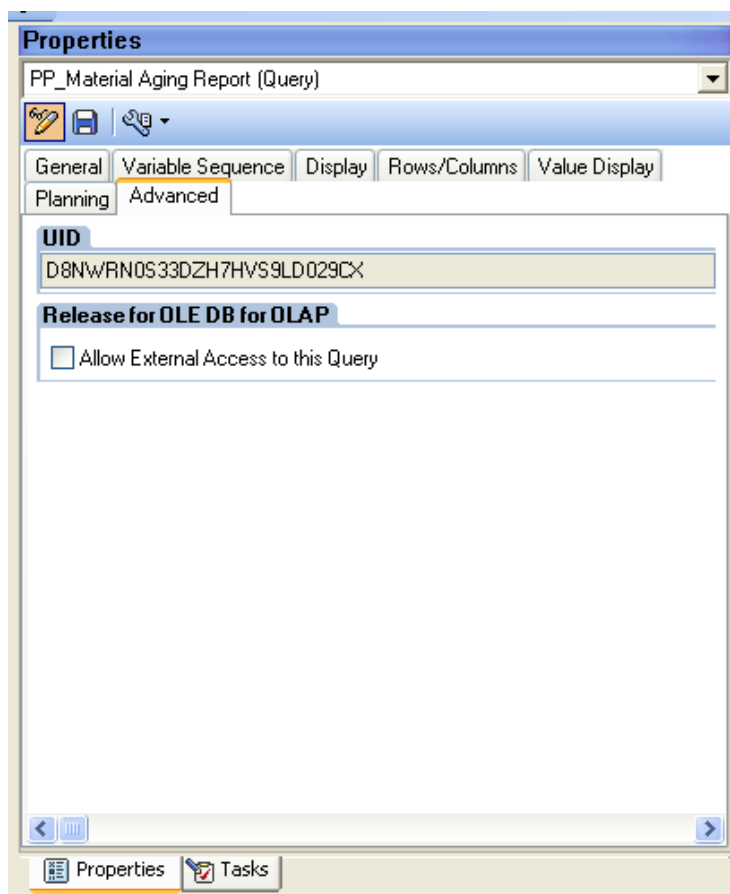 Properties
PP_Material Aging Report (Query)
General Variable Sequence Display Rows/Columns Value Display
Planning Advanced
UID
D8NWRN0S33DZH7HVS9LD029CX
Release for OLE DB for OLAP
Allow External Access to this Query
Properties Tasks